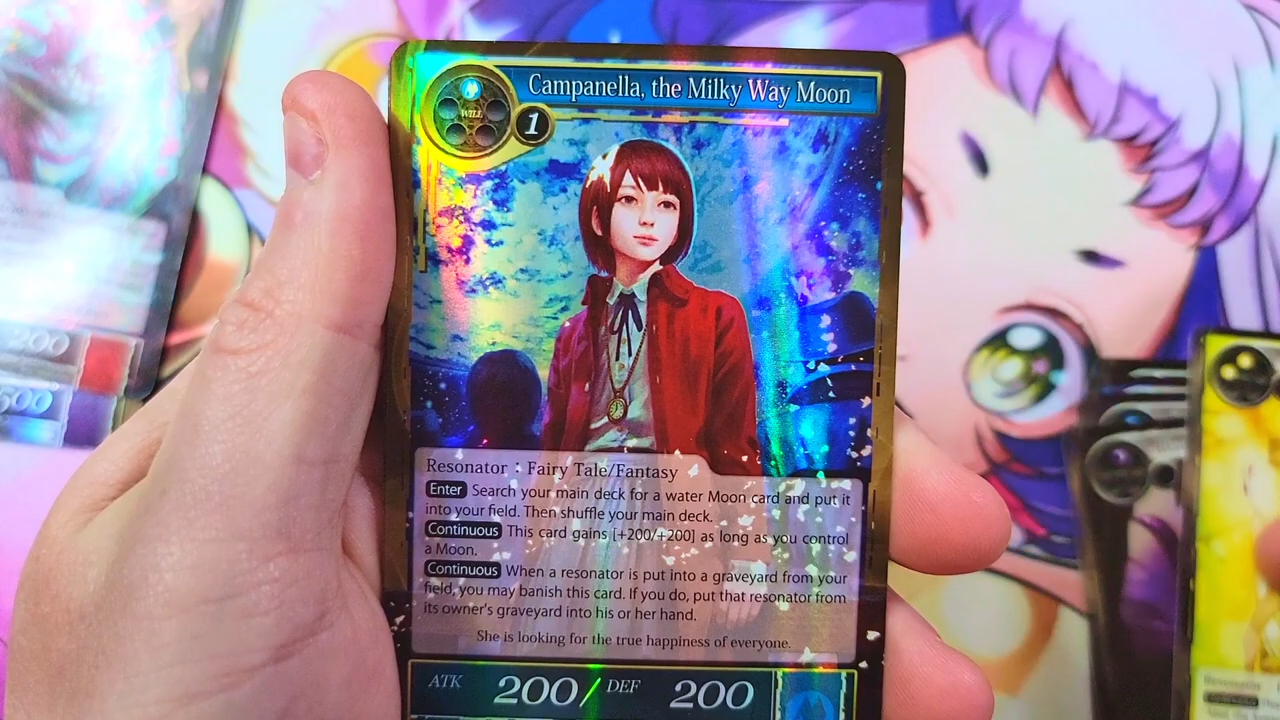 Campanella, the Milky Way Moon
WILL
1
Resonator : Fairy Tale/Fantasy
Enter Search your main deck for a water Moon card and put it
into your field. Then shuffle your main deck.
Continuous This card gains [+200/+200] as long as you control
a Moon.
Continuous When a resonator is put into a graveyard from your
field, you may banish this card. If you do, put that resonator from
its owner's graveyard into his or her hand.
She is looking for the true happiness of everyone.
ATK 200/ DEF 200
200
500